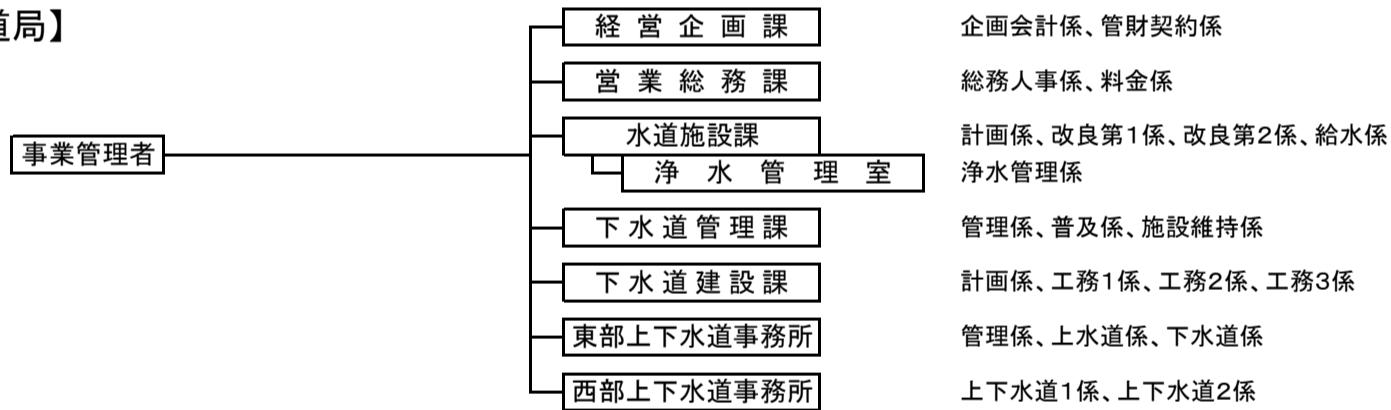 道局】
経営企画課 企画会計係、管財契約係
営業総務課 総務人事係、料金係
水道施設課 計画係、改良第1係、改良第2係、給水係
事業管理者
浄水管理室 浄水管理係
下水道管理課 管理係、普及係、施設維持係
下水道建設課 計画係、工務1係、工務2係、工務3係
東部上下水道事務所 管理係、上水道係、下水道係
西部上下水道事務所 上下水道1係、上下水道2係